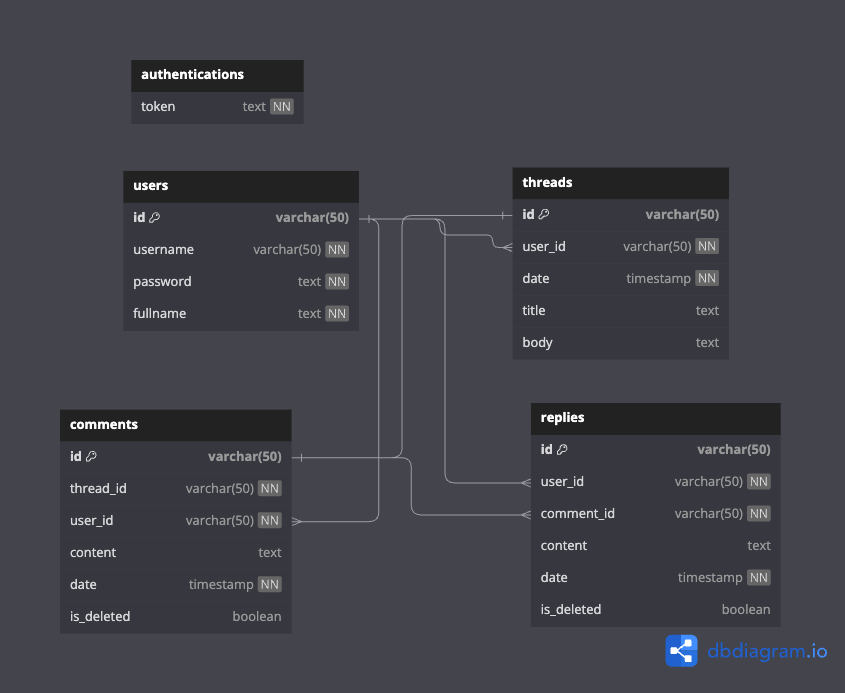 authentications
token text NN
users
id varchar(50)
username varchar(50) NN
password text NN
fullname text NN
threads
id varchar(50)
user_id varchar(50) NN
date timestamp NN
title text
body text
comments
id varchar(50)
thread_id varchar(50) NN
user_id varchar(50) NN
content text
date timestamp NN
is_deleted boolean
replies
id varchar(50)
user_id varchar(50) NN
comment_id varchar(50) NN
content text
date timestamp NN
is_deleted boolean
dbdiagram.io